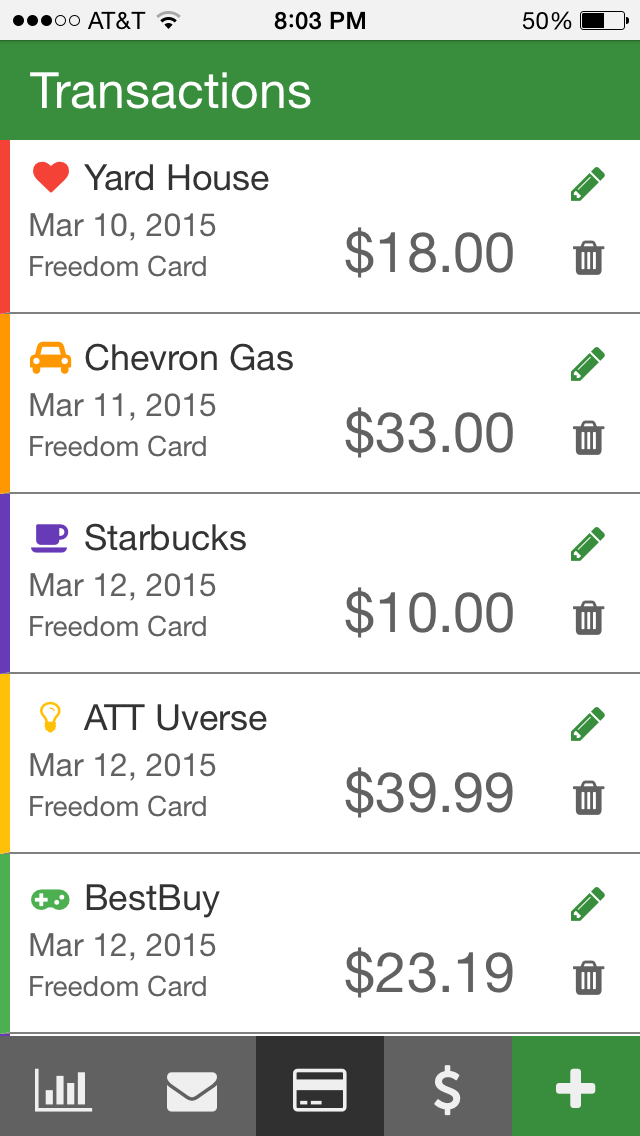 AT&T 8:03 PM 50%
Transactions
Yard House
Mar 10, 2015
Freedom Card
$18.00
Chevron Gas
Mar 11, 2015
Freedom Card
$33.00
Starbucks
Mar 12, 2015
Freedom Card
$10.00
ATT Uverse
Mar 12, 2015
Freedom Card
$39.99
BestBuy
Mar 12, 2015
Freedom Card
$23.19
$